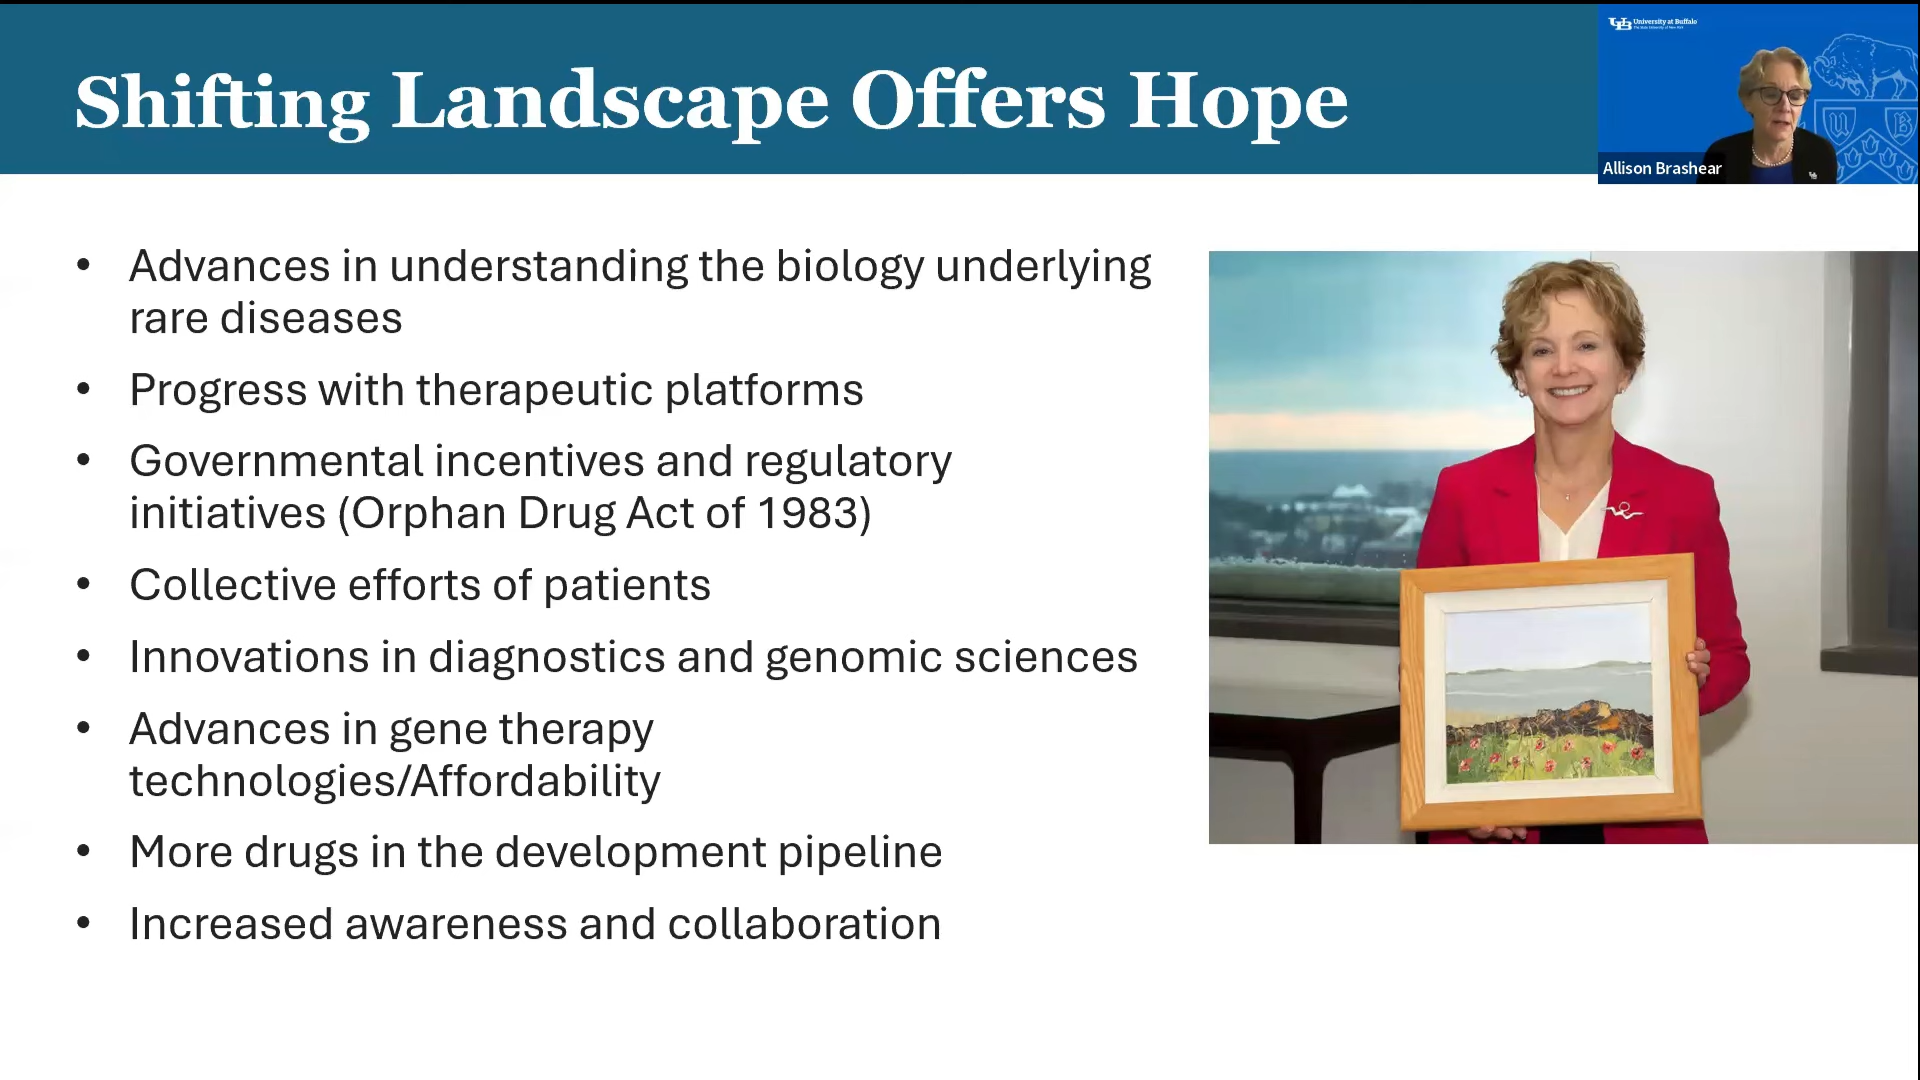 Shifting Landscape Offers Hope
University at Buffalo
The State University of New York
Allison Brashear
• Advances in understanding the biology underlying
rare diseases
• Progress with therapeutic platforms
• Governmental incentives and regulatory
initiatives (Orphan Drug Act of 1983)
• Collective efforts of patients
• Innovations in diagnostics and genomic sciences
• Advances in gene therapy
technologies/Affordability
• More drugs in the development pipeline
• Increased awareness and collaboration